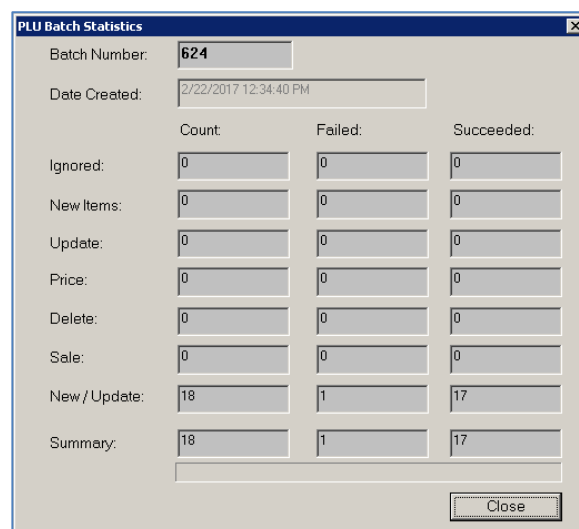 PLU Batch Statistics
Batch Number: 624
Date Created: 2/22/2017 12:34:40 PM
Count: Failed: Succeeded:
Ignored: 0 0 0
New Items: 0 0 0
Update: 0 0 0
Price: 0 0 0
Delete: 0 0 0
Sale: 0 0 0
New / Update: 18 1 17
Summary: 18 1 17
Close